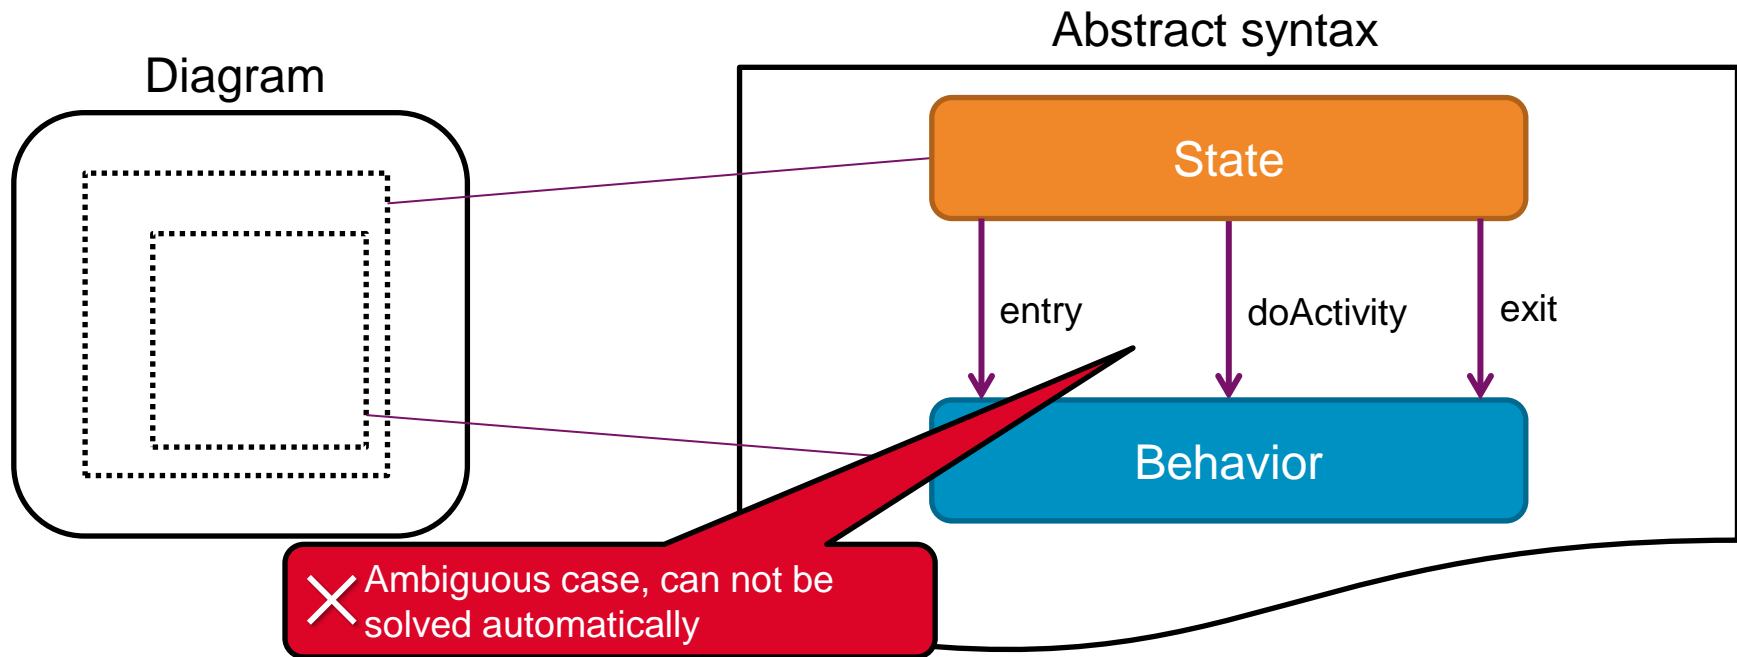 Abstract syntax
Diagram
State
entry
doActivity
exit
Behavior
Ambiguous case, can not be
solved automatically